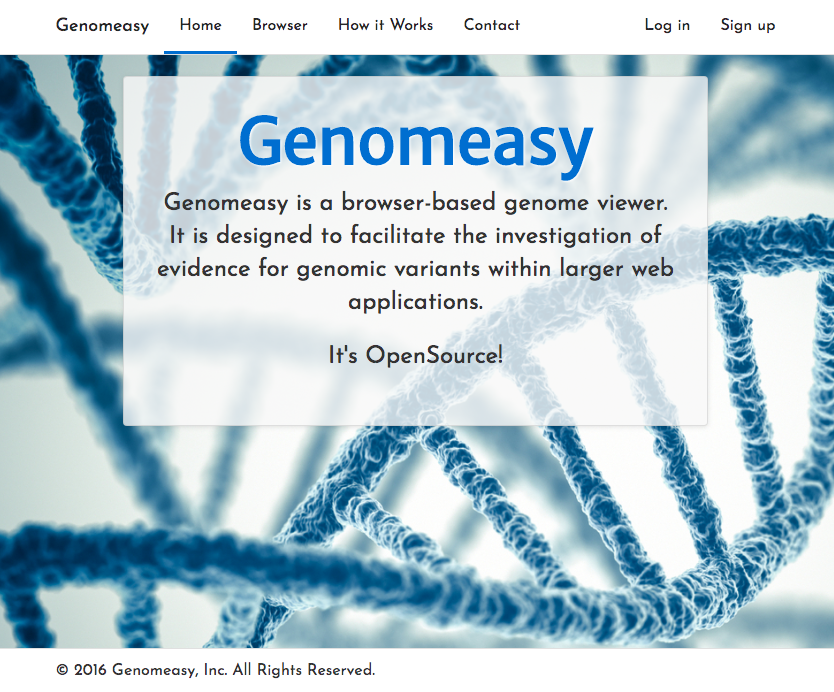 Genomeasy Home Browser How it Works Contact Log in Sign up
Genomeasy
Genomeasy is a browser-based genome viewer.
It is designed to facilitate the investigation of
evidence for genomic variants within larger web
applications.
It's OpenSource!
© 2016 Genomeasy, Inc. All Rights Reserved.